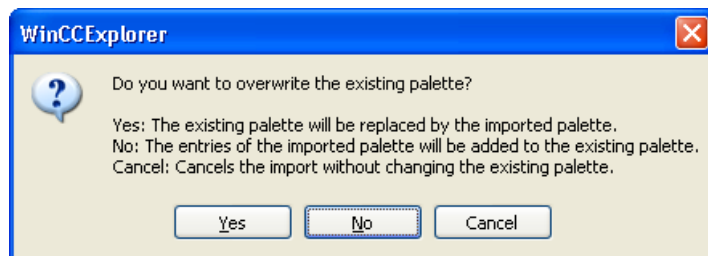 WinCCExplorer
Do you want to overwrite the existing palette?
Yes: The existing palette will be replaced by the imported palette.
No: The entries of the imported palette will be added to the existing palette.
Cancel: Cancels the import without changing the existing palette.
Yes No Cancel